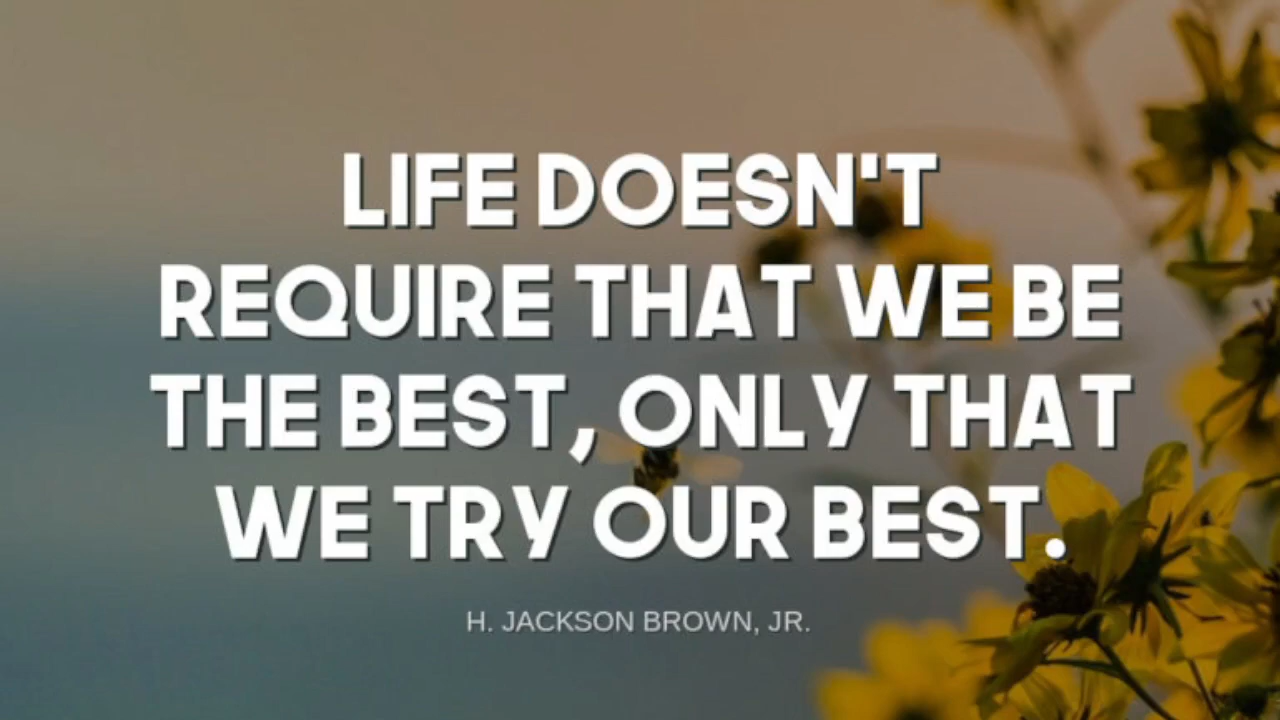 LIFE DOESN'T
REQUIRE THAT WE BE
THE BEST, ONLY THAT
WE TRY OUR BEST.
H. JACKSON BROWN, JR.